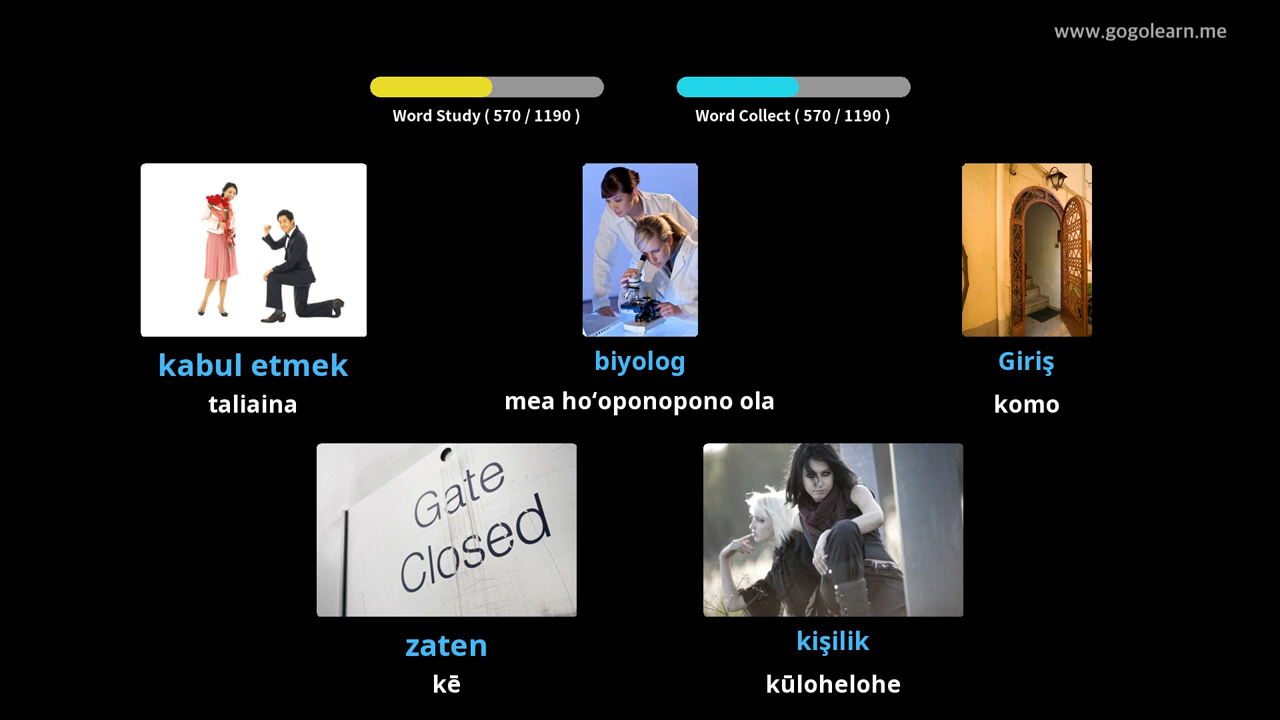 www.gogolearn.me
Word Study ( 570 / 1190 )
Word Collect ( 570 / 1190 )
kabul etmek
taliaina
biyolog
mea hoʻoponopono ola
Giriş
komo
Gate
Closed
zaten
kē
kişilik
kūlohelohe